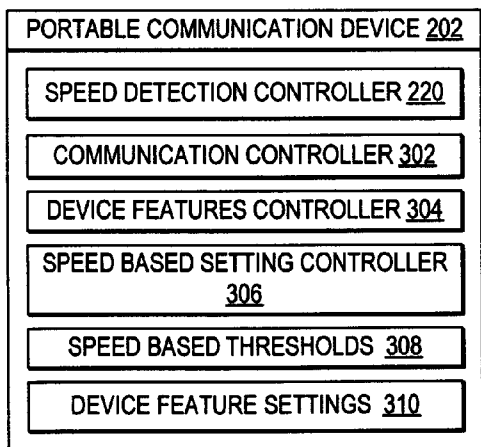 PORTABLE COMMUNICATION DEVICE 202
SPEED DETECTION CONTROLLER 220
COMMUNICATION CONTROLLER 302
DEVICE FEATURES CONTROLLER 304
SPEED BASED SETTING CONTROLLER
306
SPEED BASED THRESHOLDS 308
DEVICE FEATURE SETTINGS 310